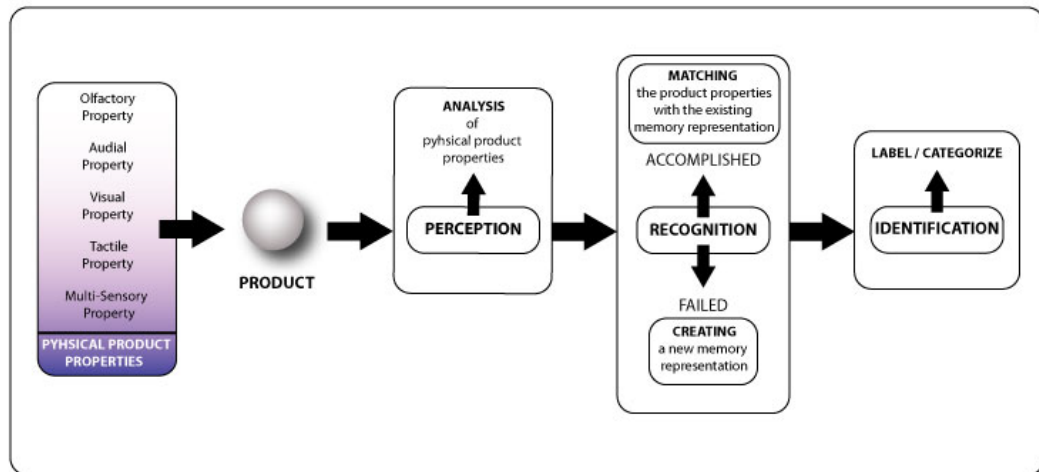 Olfactory
Property
Audial
Property
Visual
Property
Tactile
Property
Multi-Sensory
Property
PYHSICAL PRODUCT
PROPERTIES
PRODUCT
ANALYSIS
of
pyhsical product
properties
PERCEPTION
MATCHING
the product properties
with the existing
memory representation
ACCOMPLISHED
RECOGNITION
FAILED
CREATING
a new memory
representation
LABEL / CATEGORIZE
IDENTIFICATION